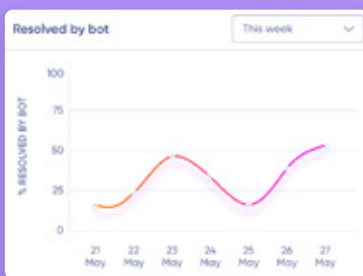 Resolved by bot
This week
% RESOLVED BY BOT
100
75
50
25
0
21 May
22 May
23 May
24 May
25 May
26 May
27 May